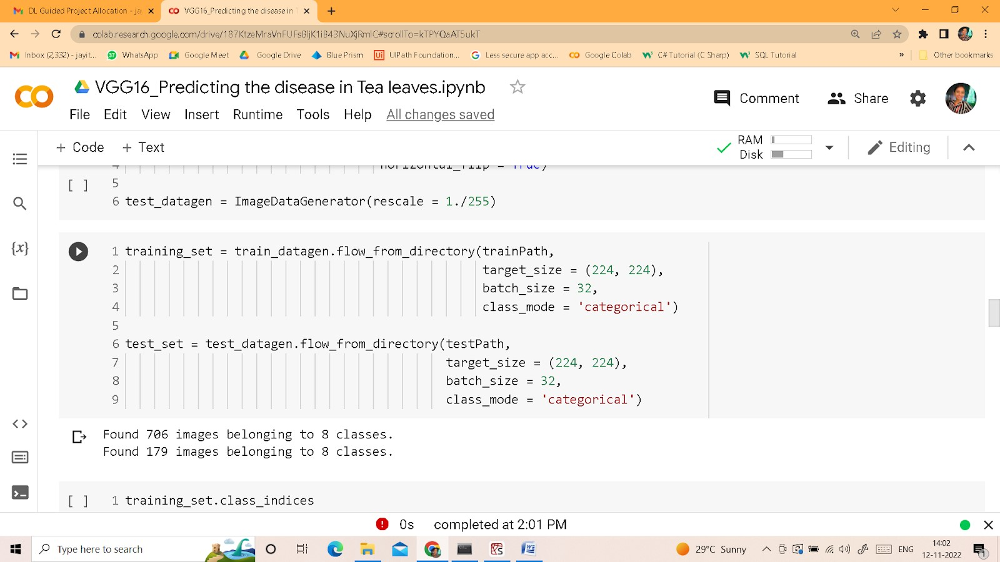 DL Guided Project Allocation - ja
VGG16_Predicting the disease in T
colab.research.google.com/drive/187KtzeMraVnFUFsBIjK1iB43NuXjRmlC#scrollTo=kTPYQaAT5ukT
Inbox (2,332) - jayit...
37
WhatsApp
Google Meet
Google Drive
Blue Prism
Ui
UIPath Foundation...
Less secure app acc...
Google Colab
C# Tutorial (C Sharp)
SQL Tutorial
»
Other bookmarks
VGG16_Predicting the disease in Tea leaves.ipynb
Comment
Share
File Edit View Insert Runtime Tools Help All changes saved
+ Code + Text
RAM
Disk
Editing
4 horizontal_flip = True)
[ ] 5
6 test_datagen = ImageDataGenerator(rescale = 1./255)
{x}
1 training_set = train_datagen.flow_from_directory(trainPath,
2 target_size = (224, 224),
3 batch_size = 32,
4 class_mode = 'categorical')
5
6 test_set = test_datagen.flow_from_directory(testPath,
7 target_size = (224, 224),
8 batch_size = 32,
9 class_mode = 'categorical')
Found 706 images belonging to 8 classes.
Found 179 images belonging to 8 classes.
[ ] 1 training_set.class_indices
0s completed at 2:01 PM
Type here to search
29°C Sunny
ENG
14:02
12-11-2022
1